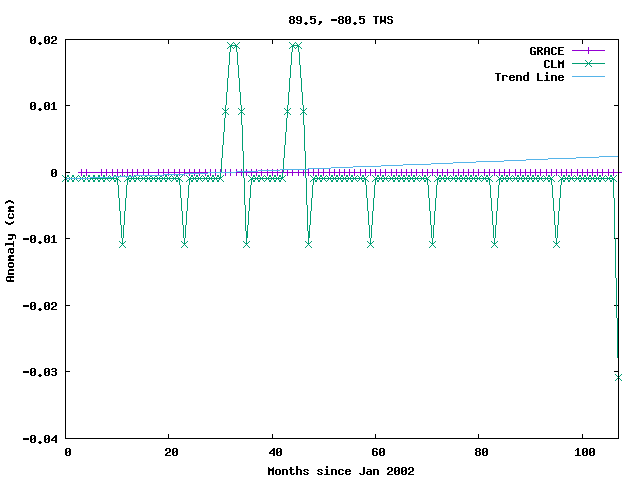 89.5, -80.5 TWS
GRACE
CLM
Trend Line
0.02
0.01
0
-0.01
-0.02
-0.03
-0.04
Anomaly (cm)
0 20 40 60 80 100
Months since Jan 2002